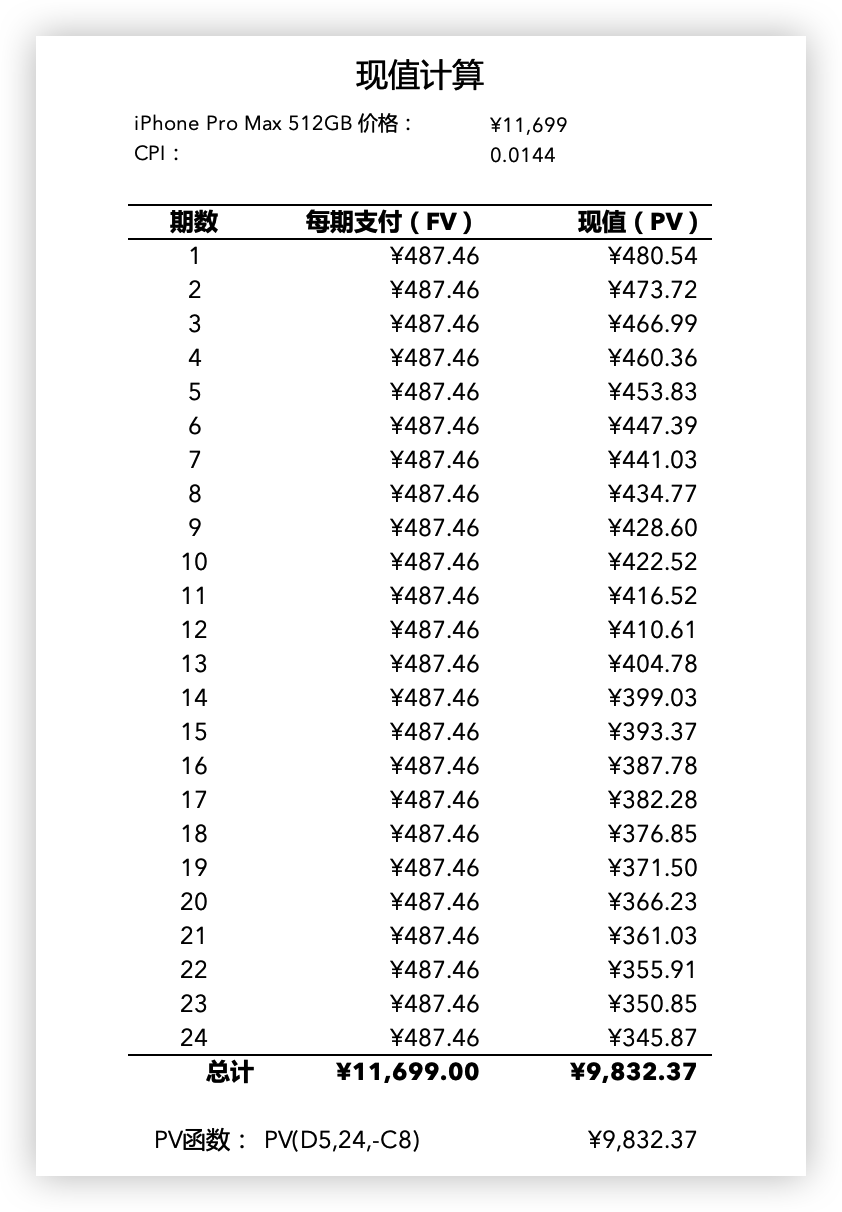 现值计算
iPhone Pro Max 512GB 价格： ¥11,699
CPI： 0.0144
期数 每期支付（FV） 现值（PV）
1 ¥487.46 ¥480.54
2 ¥487.46 ¥473.72
3 ¥487.46 ¥466.99
4 ¥487.46 ¥460.36
5 ¥487.46 ¥453.83
6 ¥487.46 ¥447.39
7 ¥487.46 ¥441.03
8 ¥487.46 ¥434.77
9 ¥487.46 ¥428.60
10 ¥487.46 ¥422.52
11 ¥487.46 ¥416.52
12 ¥487.46 ¥410.61
13 ¥487.46 ¥404.78
14 ¥487.46 ¥399.03
15 ¥487.46 ¥393.37
16 ¥487.46 ¥387.78
17 ¥487.46 ¥382.28
18 ¥487.46 ¥376.85
19 ¥487.46 ¥371.50
20 ¥487.46 ¥366.23
21 ¥487.46 ¥361.03
22 ¥487.46 ¥355.91
23 ¥487.46 ¥350.85
24 ¥487.46 ¥345.87
总计 ¥11,699.00 ¥9,832.37
PV函数： PV(D5,24,-C8) ¥9,832.37